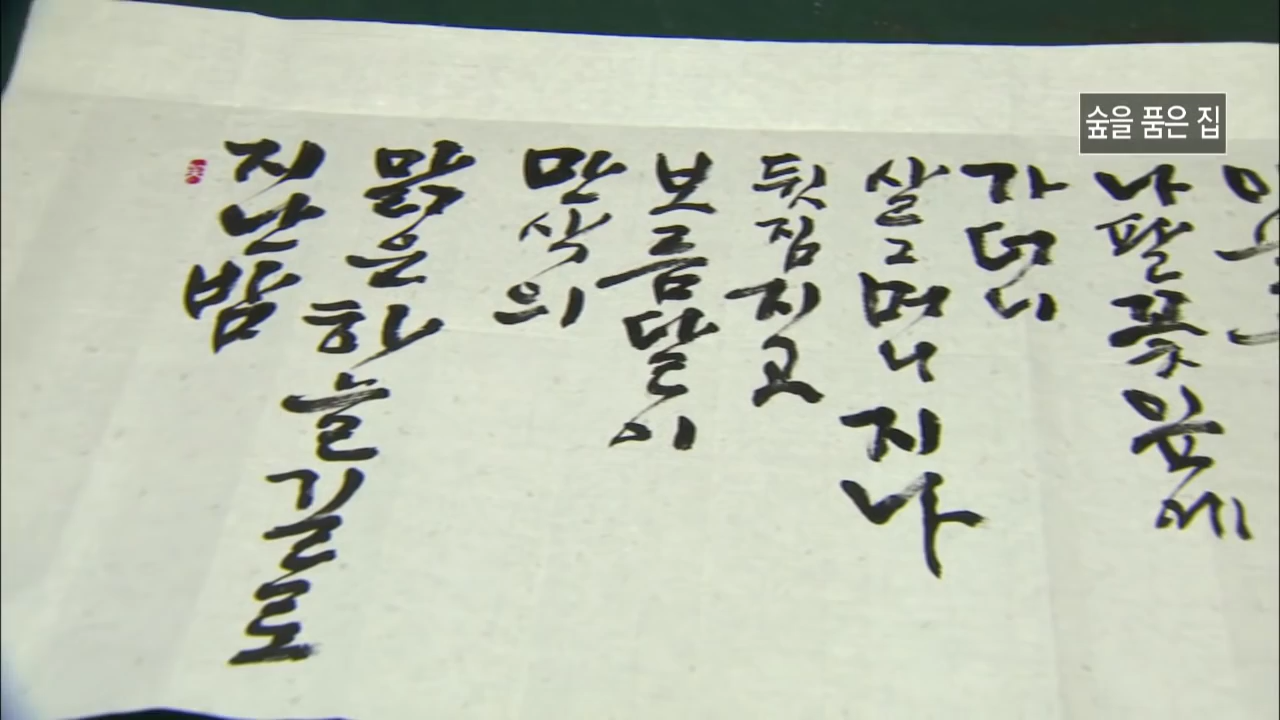 숲을 품은 집
지난밤
맑은하늘길로
만삭의
보름달이
뒷짐지고
살그머니지나
가더니
나팔꽃잎에